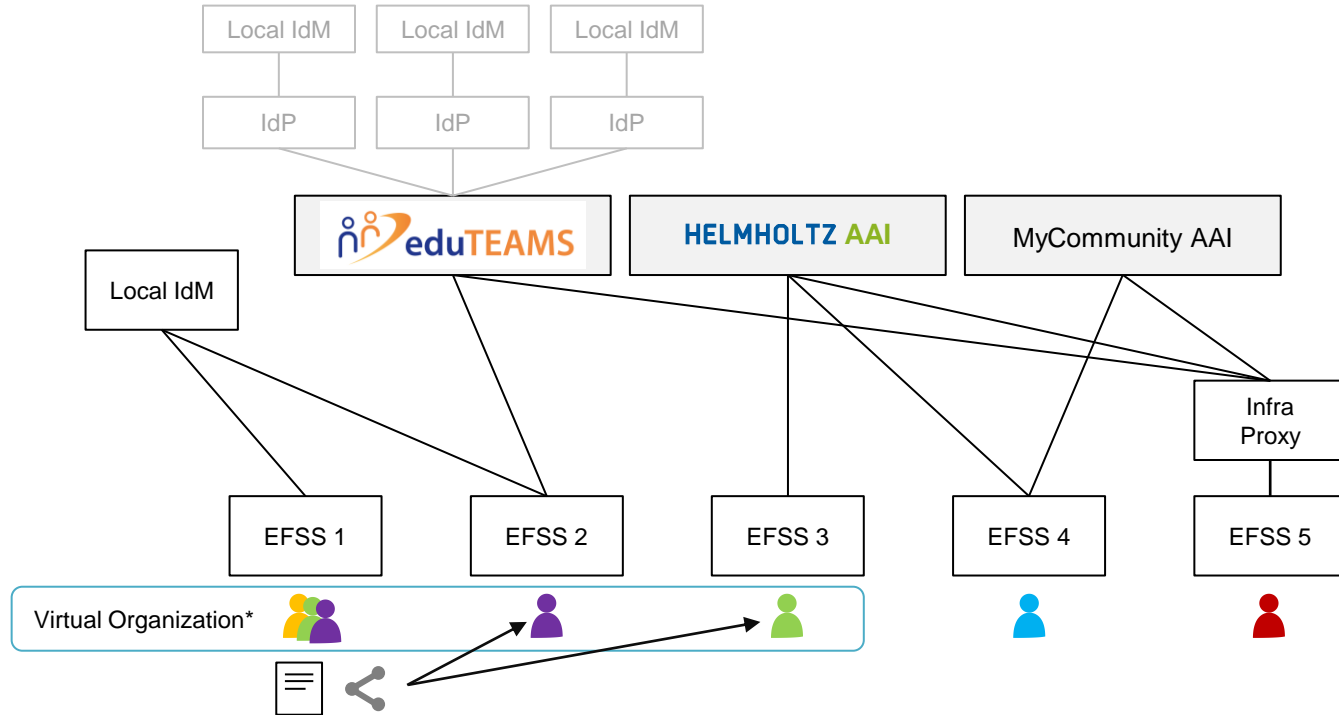 Local IdM
Local IdM
Local IdM
IdP
IdP
IdP
eduTEAMS
HELMHOLTZ AAI
MyCommunity AAI
Local IdM
Infra
Proxy
EFSS 1
EFSS 2
EFSS 3
EFSS 4
EFSS 5
Virtual Organization*